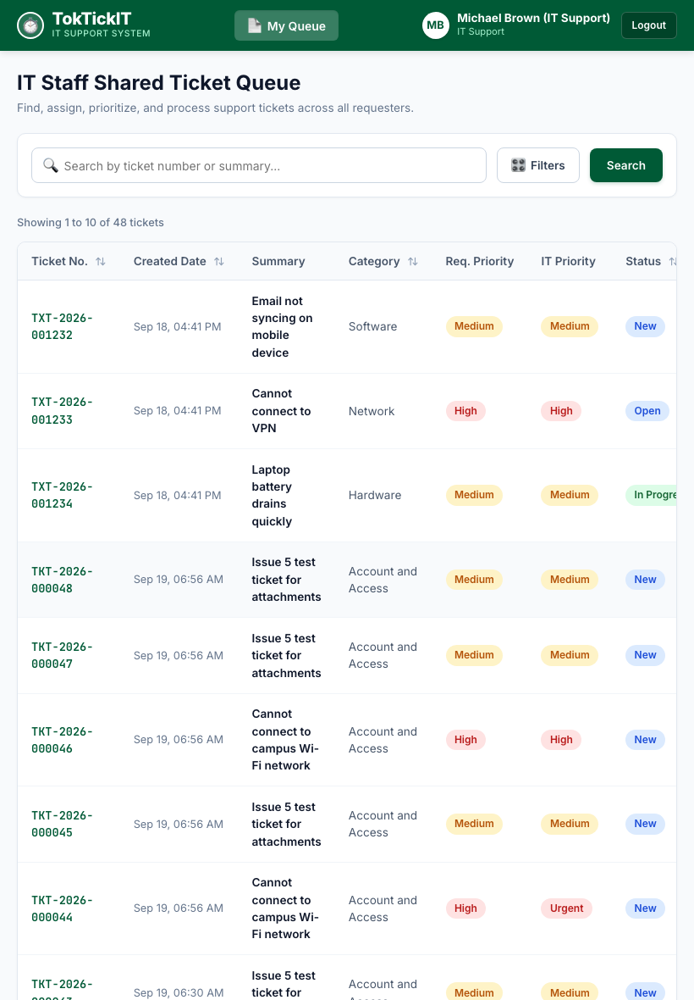 TokTickIT
IT SUPPORT SYSTEM
My Queue
MB
Michael Brown (IT Support)
IT Support
Logout
IT Staff Shared Ticket Queue
Find, assign, prioritize, and process support tickets across all requesters.
Search by ticket number or summary...
Filters
Search
Showing 1 to 10 of 48 tickets
Ticket No. Created Date Summary Category Req. Priority IT Priority Status
TXT-2026-
001232
Sep 18, 04:41 PM
Email not
syncing on
mobile
device
Software
Medium
Medium
New
TXT-2026-
001233
Sep 18, 04:41 PM
Cannot
connect to
VPN
Network
High
High
Open
TXT-2026-
001234
Sep 18, 04:41 PM
Laptop
battery
drains
quickly
Hardware
Medium
Medium
In Progre
TKT-2026-
000048
Sep 19, 06:56 AM
Issue 5 test
ticket for
attachments
Account and
Access
Medium
Medium
New
TKT-2026-
000047
Sep 19, 06:56 AM
Issue 5 test
ticket for
attachments
Account and
Access
Medium
Medium
New
TKT-2026-
000046
Sep 19, 06:56 AM
Cannot
connect to
campus Wi-
Fi network
Account and
Access
High
High
New
TKT-2026-
000045
Sep 19, 06:56 AM
Issue 5 test
ticket for
attachments
Account and
Access
Medium
Medium
New
TKT-2026-
000044
Sep 19, 06:56 AM
Cannot
connect to
campus Wi-
Fi network
Account and
Access
High
Urgent
New
TKT-2026-
Sep 19, 06:30 AM
Issue 5 test
ticket for
Account and
Medium
Medium
New